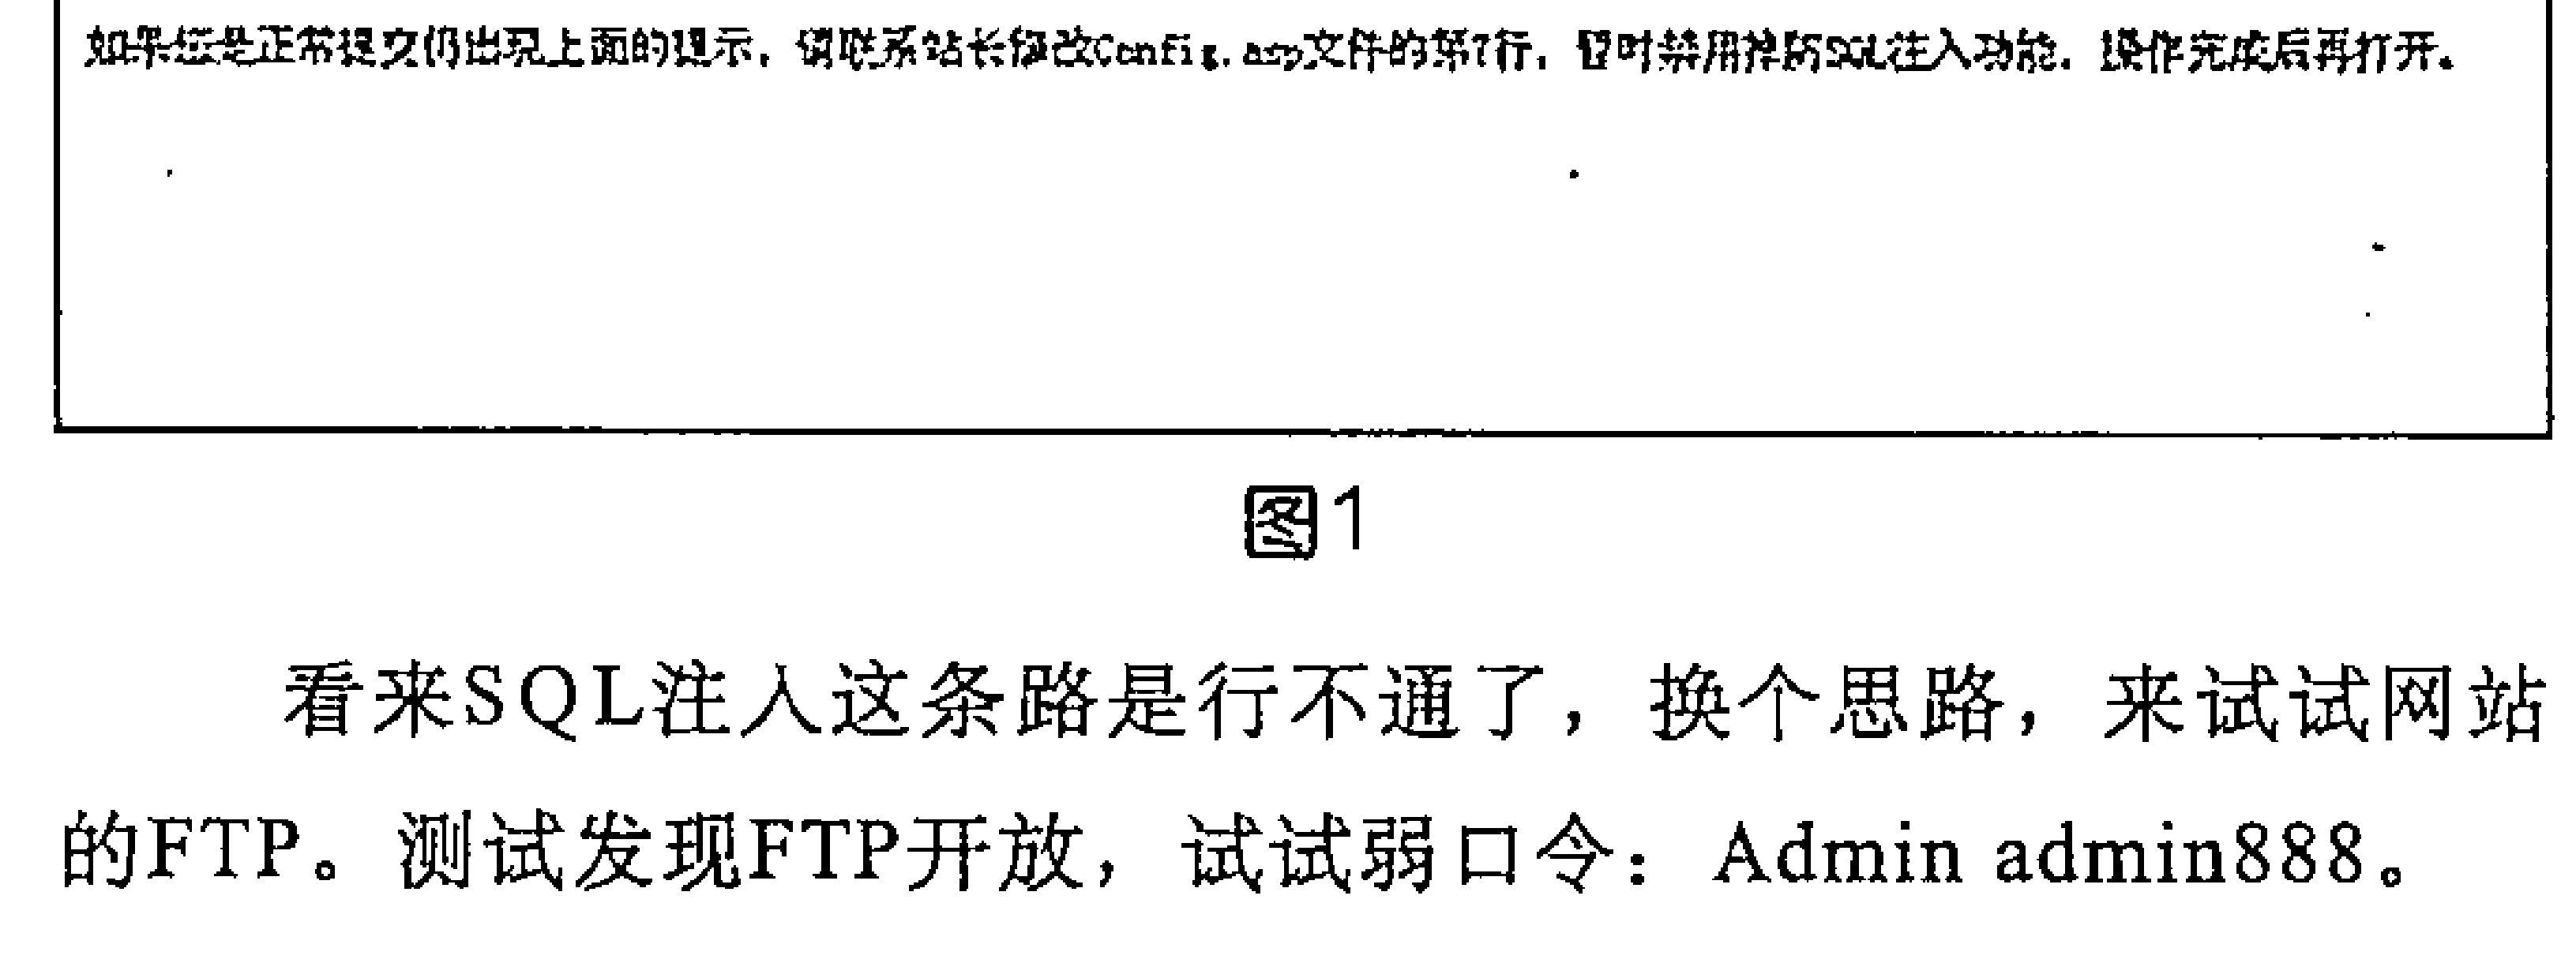 如果您是正常提交仍出现上面的提示，请联系站长修改Config.asp文件的第7行，暂时禁用掉防SQL注入功能，操作完成后再打开。
图1
看来SQL注入这条路是行不通了，换个思路，来试试网站
的FTP。测试发现FTP开放，试试弱口令：Admin admin888。